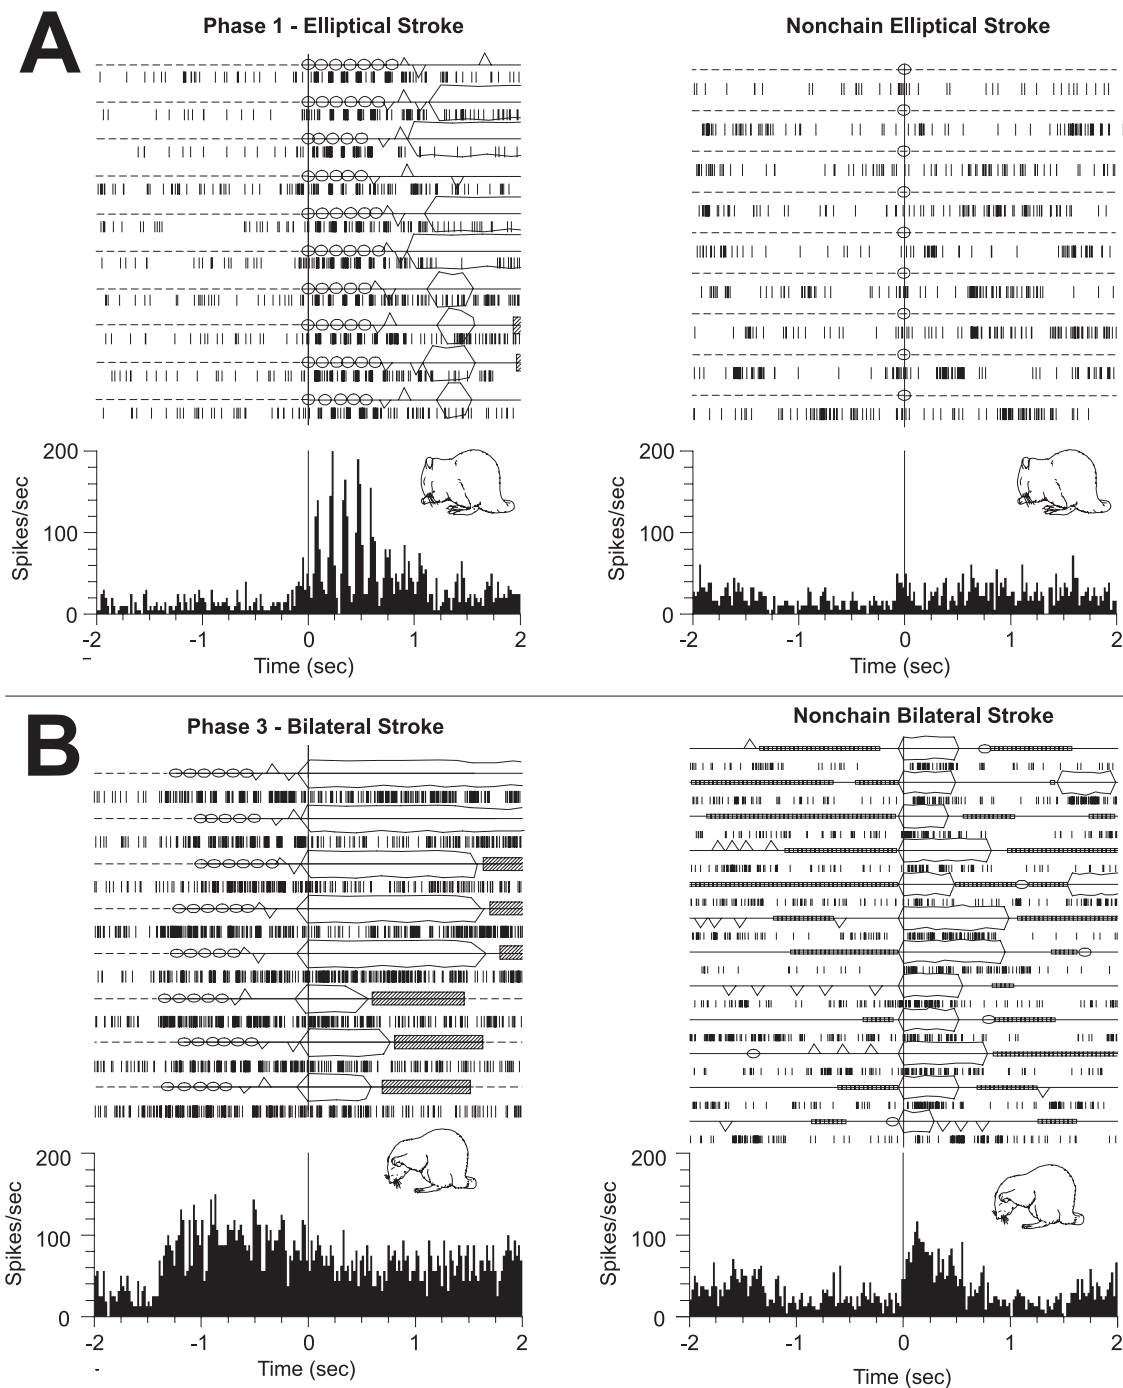 A
Phase 1 - Elliptical Stroke
Nonchain Elliptical Stroke
200
100
0
Spikes/sec
-2 -1 0 1 2
Time (sec)
200
100
0
Spikes/sec
-2 -1 0 1 2
Time (sec)
B
Phase 3 - Bilateral Stroke
Nonchain Bilateral Stroke
200
100
0
Spikes/sec
-2 -1 0 1 2
Time (sec)
200
100
0
Spikes/sec
-2 -1 0 1 2
Time (sec)